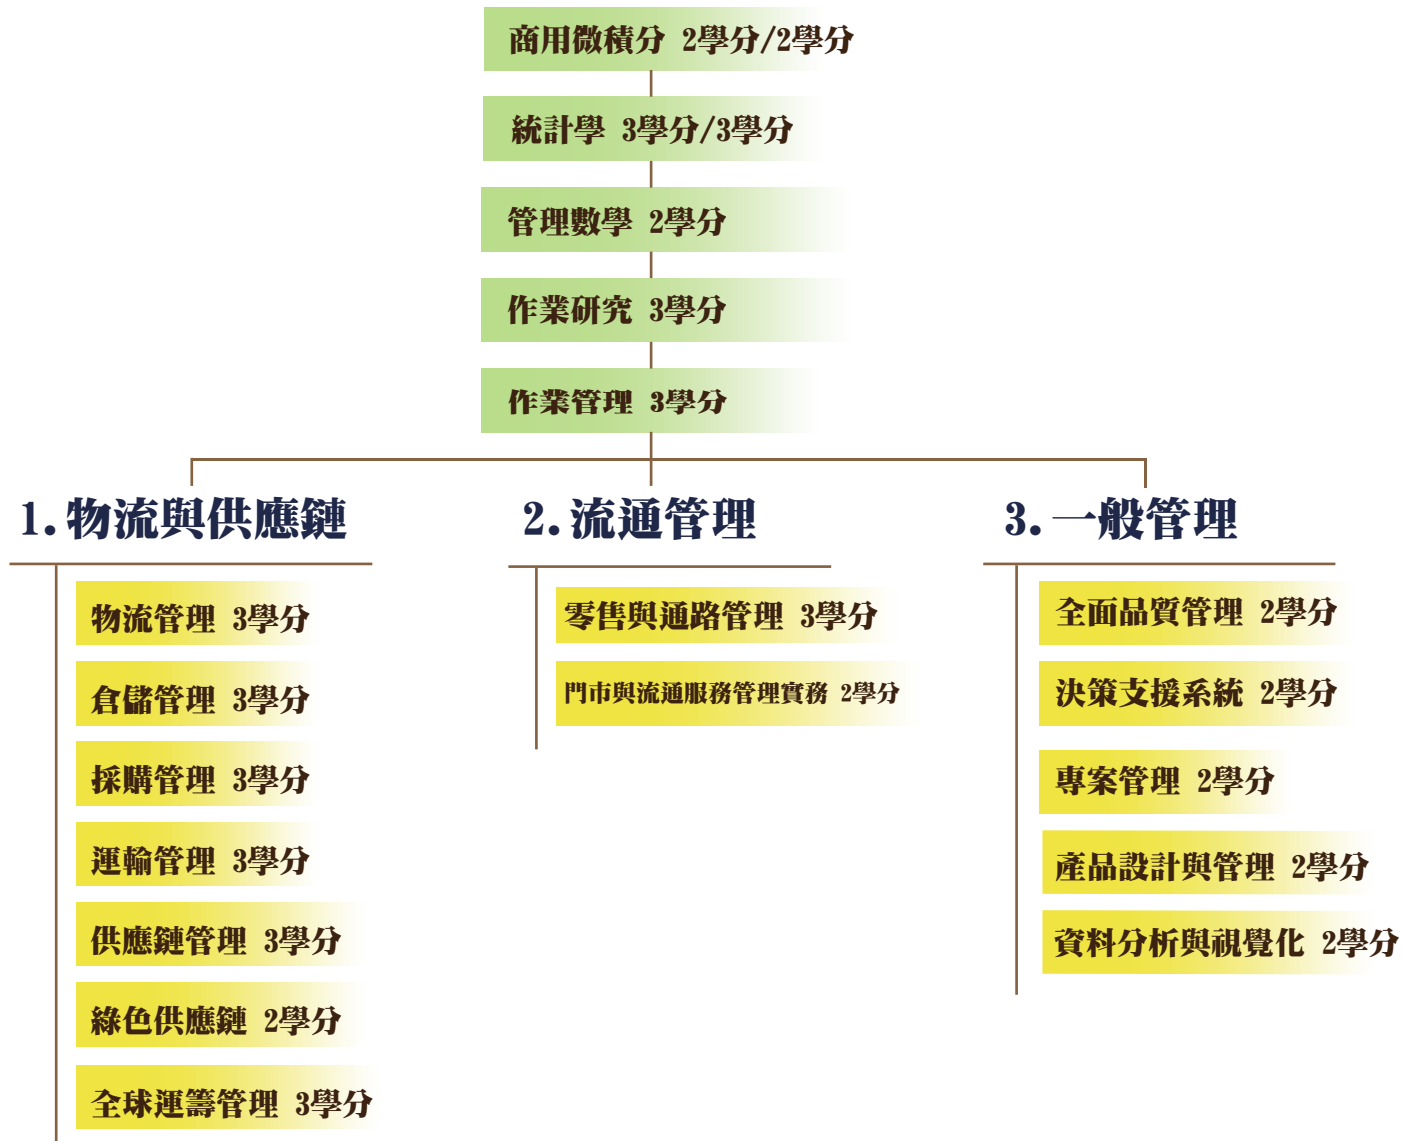 商用微積分 2學分/2學分
統計學 3學分/3學分
管理數學 2學分
作業研究 3學分
作業管理 3學分
1.物流與供應鏈
物流管理 3學分
倉儲管理 3學分
採購管理 3學分
運輸管理 3學分
供應鏈管理 3學分
綠色供應鏈 2學分
全球運籌管理 3學分
2.流通管理
零售與通路管理 3學分
門市與流通服務管理實務 2學分
3.一般管理
全面品質管理 2學分
決策支援系統 2學分
專案管理 2學分
產品設計與管理 2學分
資料分析與視覺化 2學分